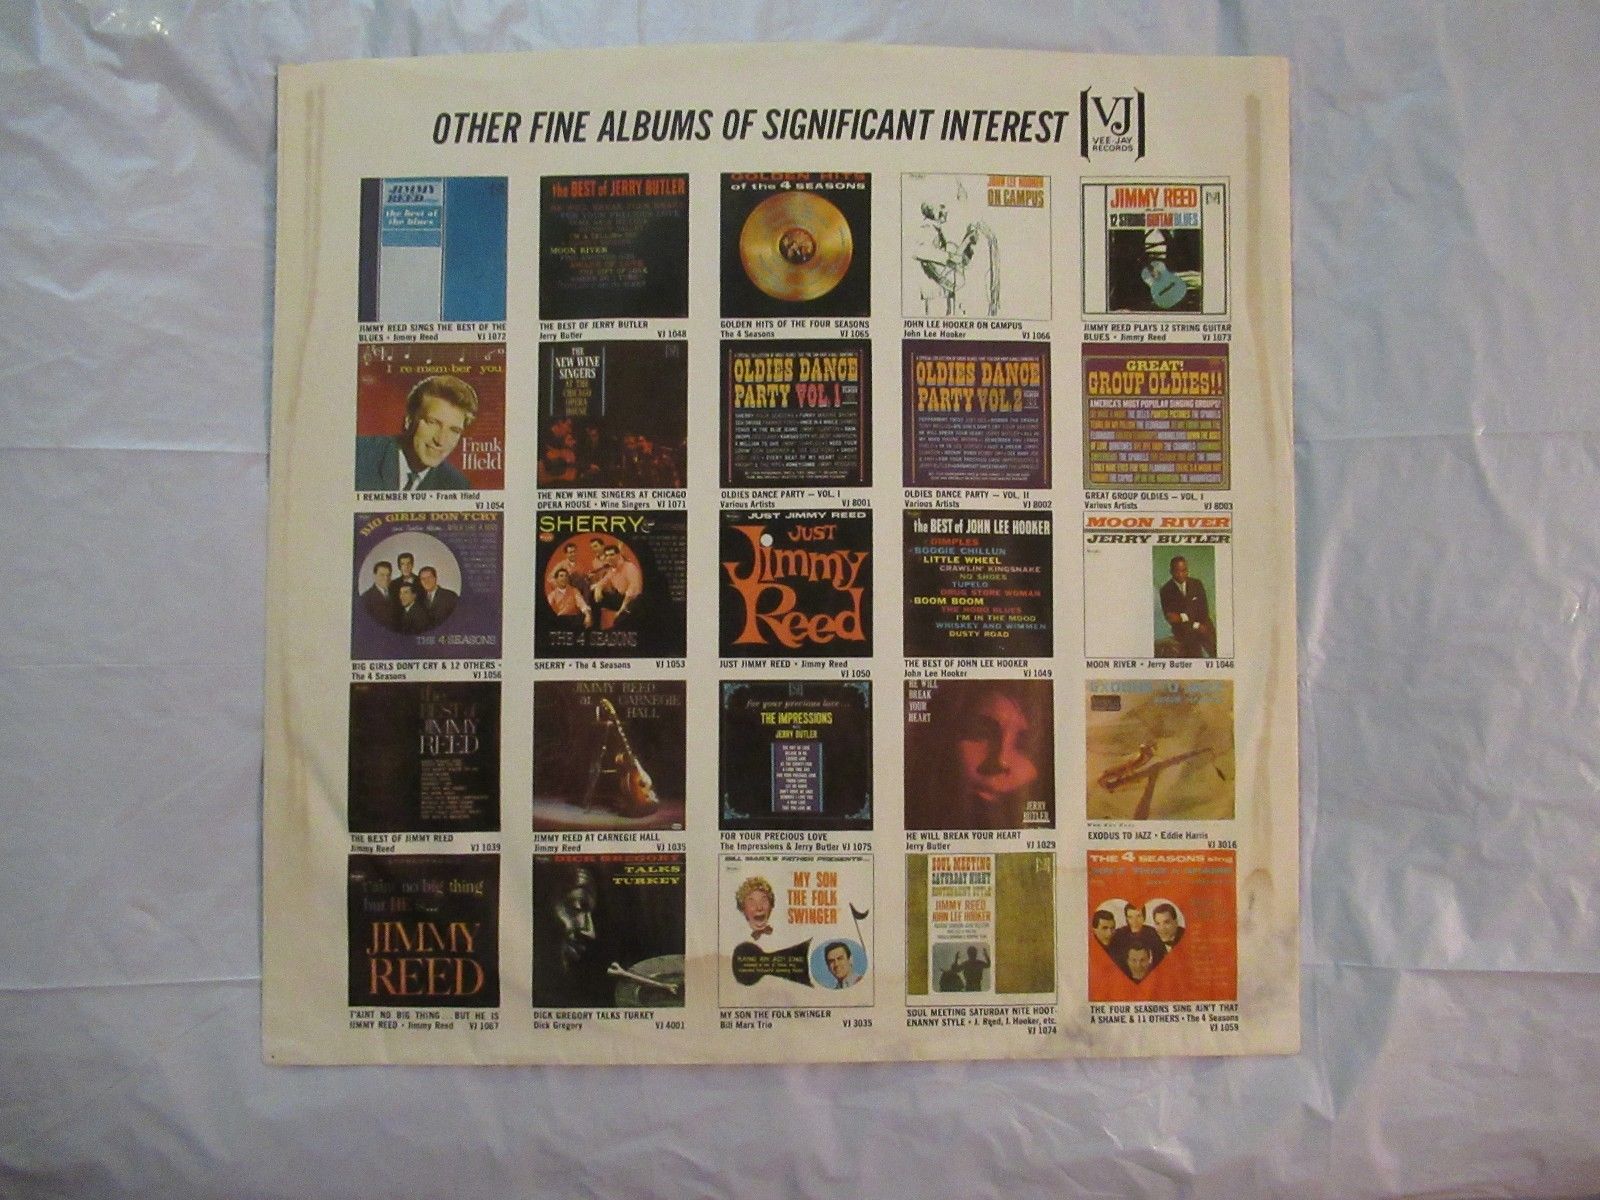 OTHER FINE ALBUMS OF SIGNIFICANT INTEREST
VJ
VEE-JAY
RECORDS
JIMMY
REED
the best of
the blues
JIMMY REED SINGS THE BEST OF THE
BLUES • Jimmy Reed VJ 1072
the BEST of JERRY BUTLER
FOR YOUR PRECIOUS LOVE
MOON RIVER
THE GIFT OF LOVE
THE BEST OF JERRY BUTLER
Jerry Butler VJ 1048
GOLDEN HITS
of the 4 SEASONS
GOLDEN HITS OF THE FOUR SEASONS
The 4 Seasons VJ 1065
JOHN LEE HOOKER
ON CAMPUS
JOHN LEE HOOKER ON CAMPUS
John Lee Hooker VJ 1066
JIMMY REED
PLAYS
12 STRING GUITAR BLUES
JIMMY REED PLAYS 12 STRING GUITAR
BLUES • Jimmy Reed VJ 1073
I re-mem-ber you
Frank
Ifield
I REMEMBER YOU • Frank Ifield
VJ 1054
THE
NEW WINE
SINGERS
AT THE
CHICAGO
OPERA
HOUSE
THE NEW WINE SINGERS AT CHICAGO
OPERA HOUSE • Wine Singers VJ 1071
OLDIES DANCE
PARTY VOL. 1
OLDIES DANCE PARTY — VOL. I
Various Artists VJ 8001
OLDIES DANCE
PARTY VOL. 2
OLDIES DANCE PARTY — VOL. II
Various Artists VJ 8002
GREAT!
GROUP OLDIES!!
AMERICA'S MOST POPULAR SINGING GROUPS!
GREAT GROUP OLDIES — VOL. I
Various Artists VJ 8003
BIG GIRLS DON'T CRY
THE 4 SEASONS
BIG GIRLS DON'T CRY & 12 OTHERS •
The 4 Seasons VJ 1056
SHERRY
THE 4 SEASONS
SHERRY • The 4 Seasons VJ 1053
JUST JIMMY REED
JUST
Jimmy
Reed
JUST JIMMY REED • Jimmy Reed
VJ 1050
the BEST of JOHN LEE HOOKER
DIMPLES
BOOGIE CHILLUN
LITTLE WHEEL
CRAWLIN' KINGSNAKE
NO SHOES
TUPELO
DRUG STORE WOMAN
BOOM BOOM
THE HOBO BLUES
I'M IN THE MOOD
WHISKEY AND WIMMEN
DUSTY ROAD
THE BEST OF JOHN LEE HOOKER
John Lee Hooker VJ 1049
MOON RIVER
JERRY BUTLER
MOON RIVER • Jerry Butler VJ 1046
the
BEST of
JIMMY
REED
THE BEST OF JIMMY REED
Jimmy Reed VJ 1039
JIMMY REED
at CARNEGIE
HALL
JIMMY REED AT CARNEGIE HALL
Jimmy Reed VJ 1035
for your precious love...
THE IMPRESSIONS
JERRY BUTLER
FOR YOUR PRECIOUS LOVE
The Impressions & Jerry Butler VJ 1075
HE WILL
BREAK
YOUR
HEART
JERRY
BUTLER
HE WILL BREAK YOUR HEART
Jerry Butler VJ 1029
EXODUS TO JAZZ
EXODUS TO JAZZ • Eddie Harris
VJ 3016
t'aint no big thing
but HE is...
JIMMY
REED
T'AINT NO BIG THING ... BUT HE IS
JIMMY REED • Jimmy Reed VJ 1067
DICK GREGORY
TALKS
TURKEY
DICK GREGORY TALKS TURKEY
Dick Gregory VJ 4001
BILL MARX'S FATHER PRESENTS...
MY SON
THE FOLK
SWINGER
MY SON THE FOLK SWINGER
Bill Marx Trio VJ 3035
SOUL MEETING
SATURDAY NIGHT
HOOTENANNY STYLE
JIMMY REED
JOHN LEE HOOKER
SOUL MEETING SATURDAY NITE HOOT-
ENANNY STYLE • J. Reed, J. Hooker, etc.
VJ 1074
THE 4 SEASONS sing
AIN'T THAT A SHAME
THE FOUR SEASONS SING AIN'T THAT
A SHAME & 11 OTHERS • The 4 Seasons
VJ 1059